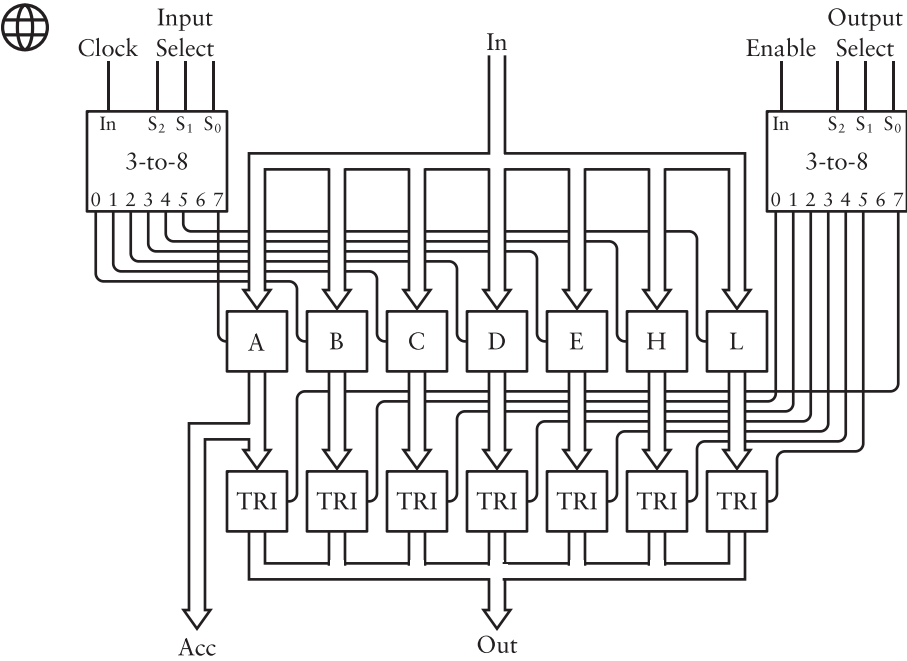 Input
Output
Clock Select
In
Enable Select
In S₂ S₁ S₀
In S₂ S₁ S₀
3-to-8
3-to-8
0 1 2 3 4 5 6 7
0 1 2 3 4 5 6 7
A B C D E H L
TRI TRI TRI TRI TRI TRI TRI
Acc
Out